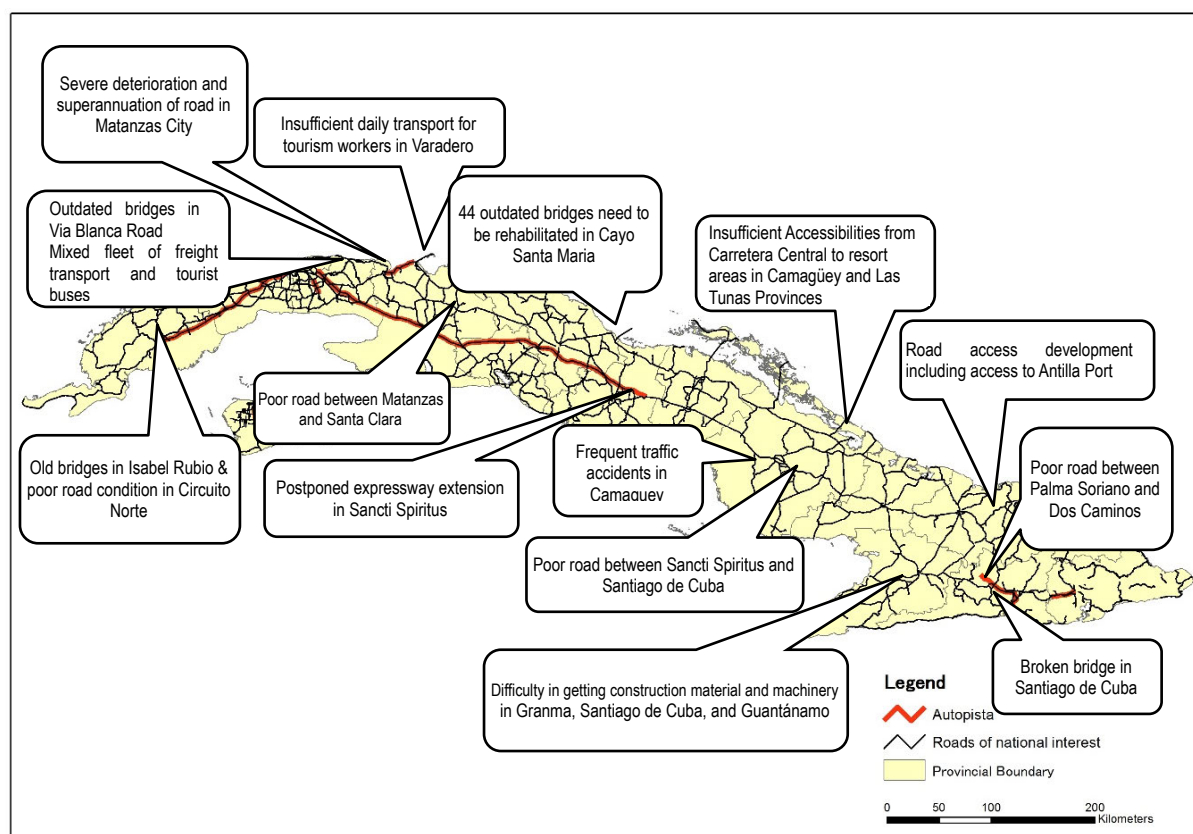 Severe deterioration and
superannuation of road in
Matanzas City
Insufficient daily transport for
tourism workers in Varadero
Outdated bridges in
Via Blanca Road
Mixed fleet of freight
transport and tourist
buses
44 outdated bridges need to
be rehabilitated in Cayo
Santa Maria
Insufficient Accessibilities from
Carretera Central to resort
areas in Camagüey and Las
Tunas Provinces
Road access development
including access to Antilla Port
Poor road between Matanzas
and Santa Clara
Old bridges in Isabel Rubio &
poor road condition in Circuito
Norte
Postponed expressway extension
in Sancti Spiritus
Frequent traffic
accidents in
Camaguey
Poor road between
Palma Soriano and
Dos Caminos
Poor road between Sancti Spiritus and
Santiago de Cuba
Difficulty in getting construction material and machinery
in Granma, Santiago de Cuba, and Guantánamo
Broken bridge in
Santiago de Cuba
Legend
Autopista
Roads of national interest
Provincial Boundary
0 50 100 200
Kilometers